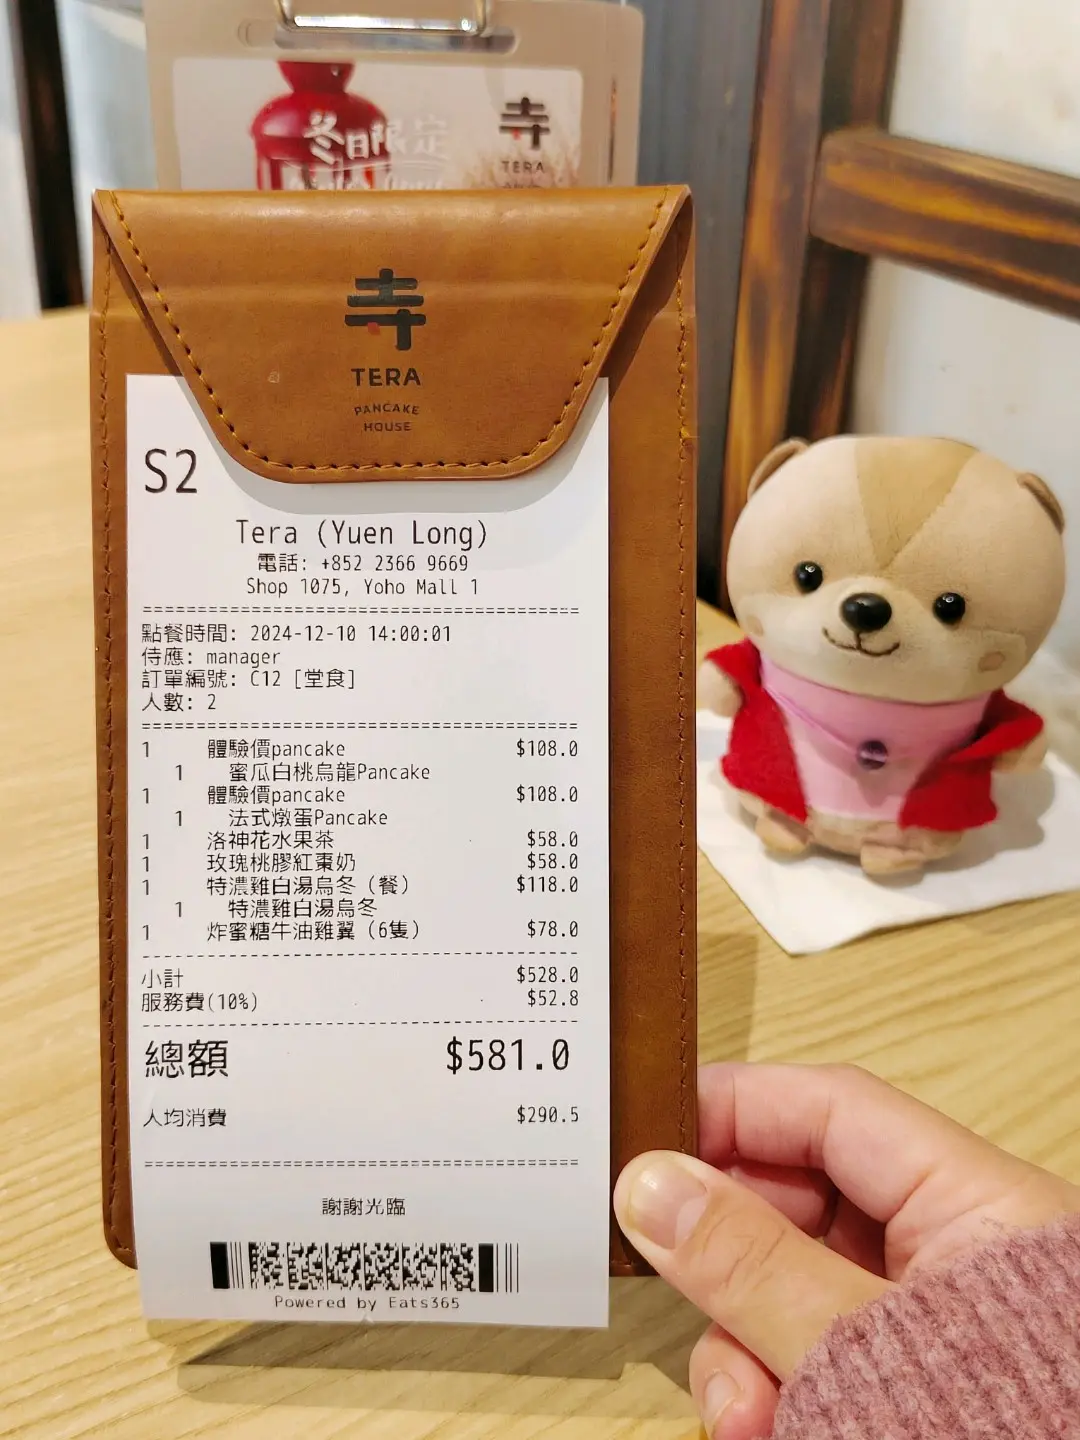 冬日限定
寺
TERA
寺
TERA
PANCAKE
HOUSE
S2
Tera (Yuen Long)
電話: +852 2366 9669
Shop 1075, Yoho Mall 1
點餐時間: 2024-12-10 14:00:01
侍應: manager
訂單編號: C12 [堂食]
人數: 2
1 體驗價pancake $108.0
1 蜜瓜白桃烏龍Pancake
1 體驗價pancake $108.0
1 法式燉蛋Pancake
1 洛神花水果茶 $58.0
1 玫瑰桃膠紅棗奶 $58.0
1 特濃雞白湯烏冬（餐） $118.0
1 特濃雞白湯烏冬
1 炸蜜糖牛油雞翼（6隻） $78.0
小計 $528.0
服務費(10%) $52.8
總額 $581.0
人均消費 $290.5
謝謝光臨
Powered by Eats365